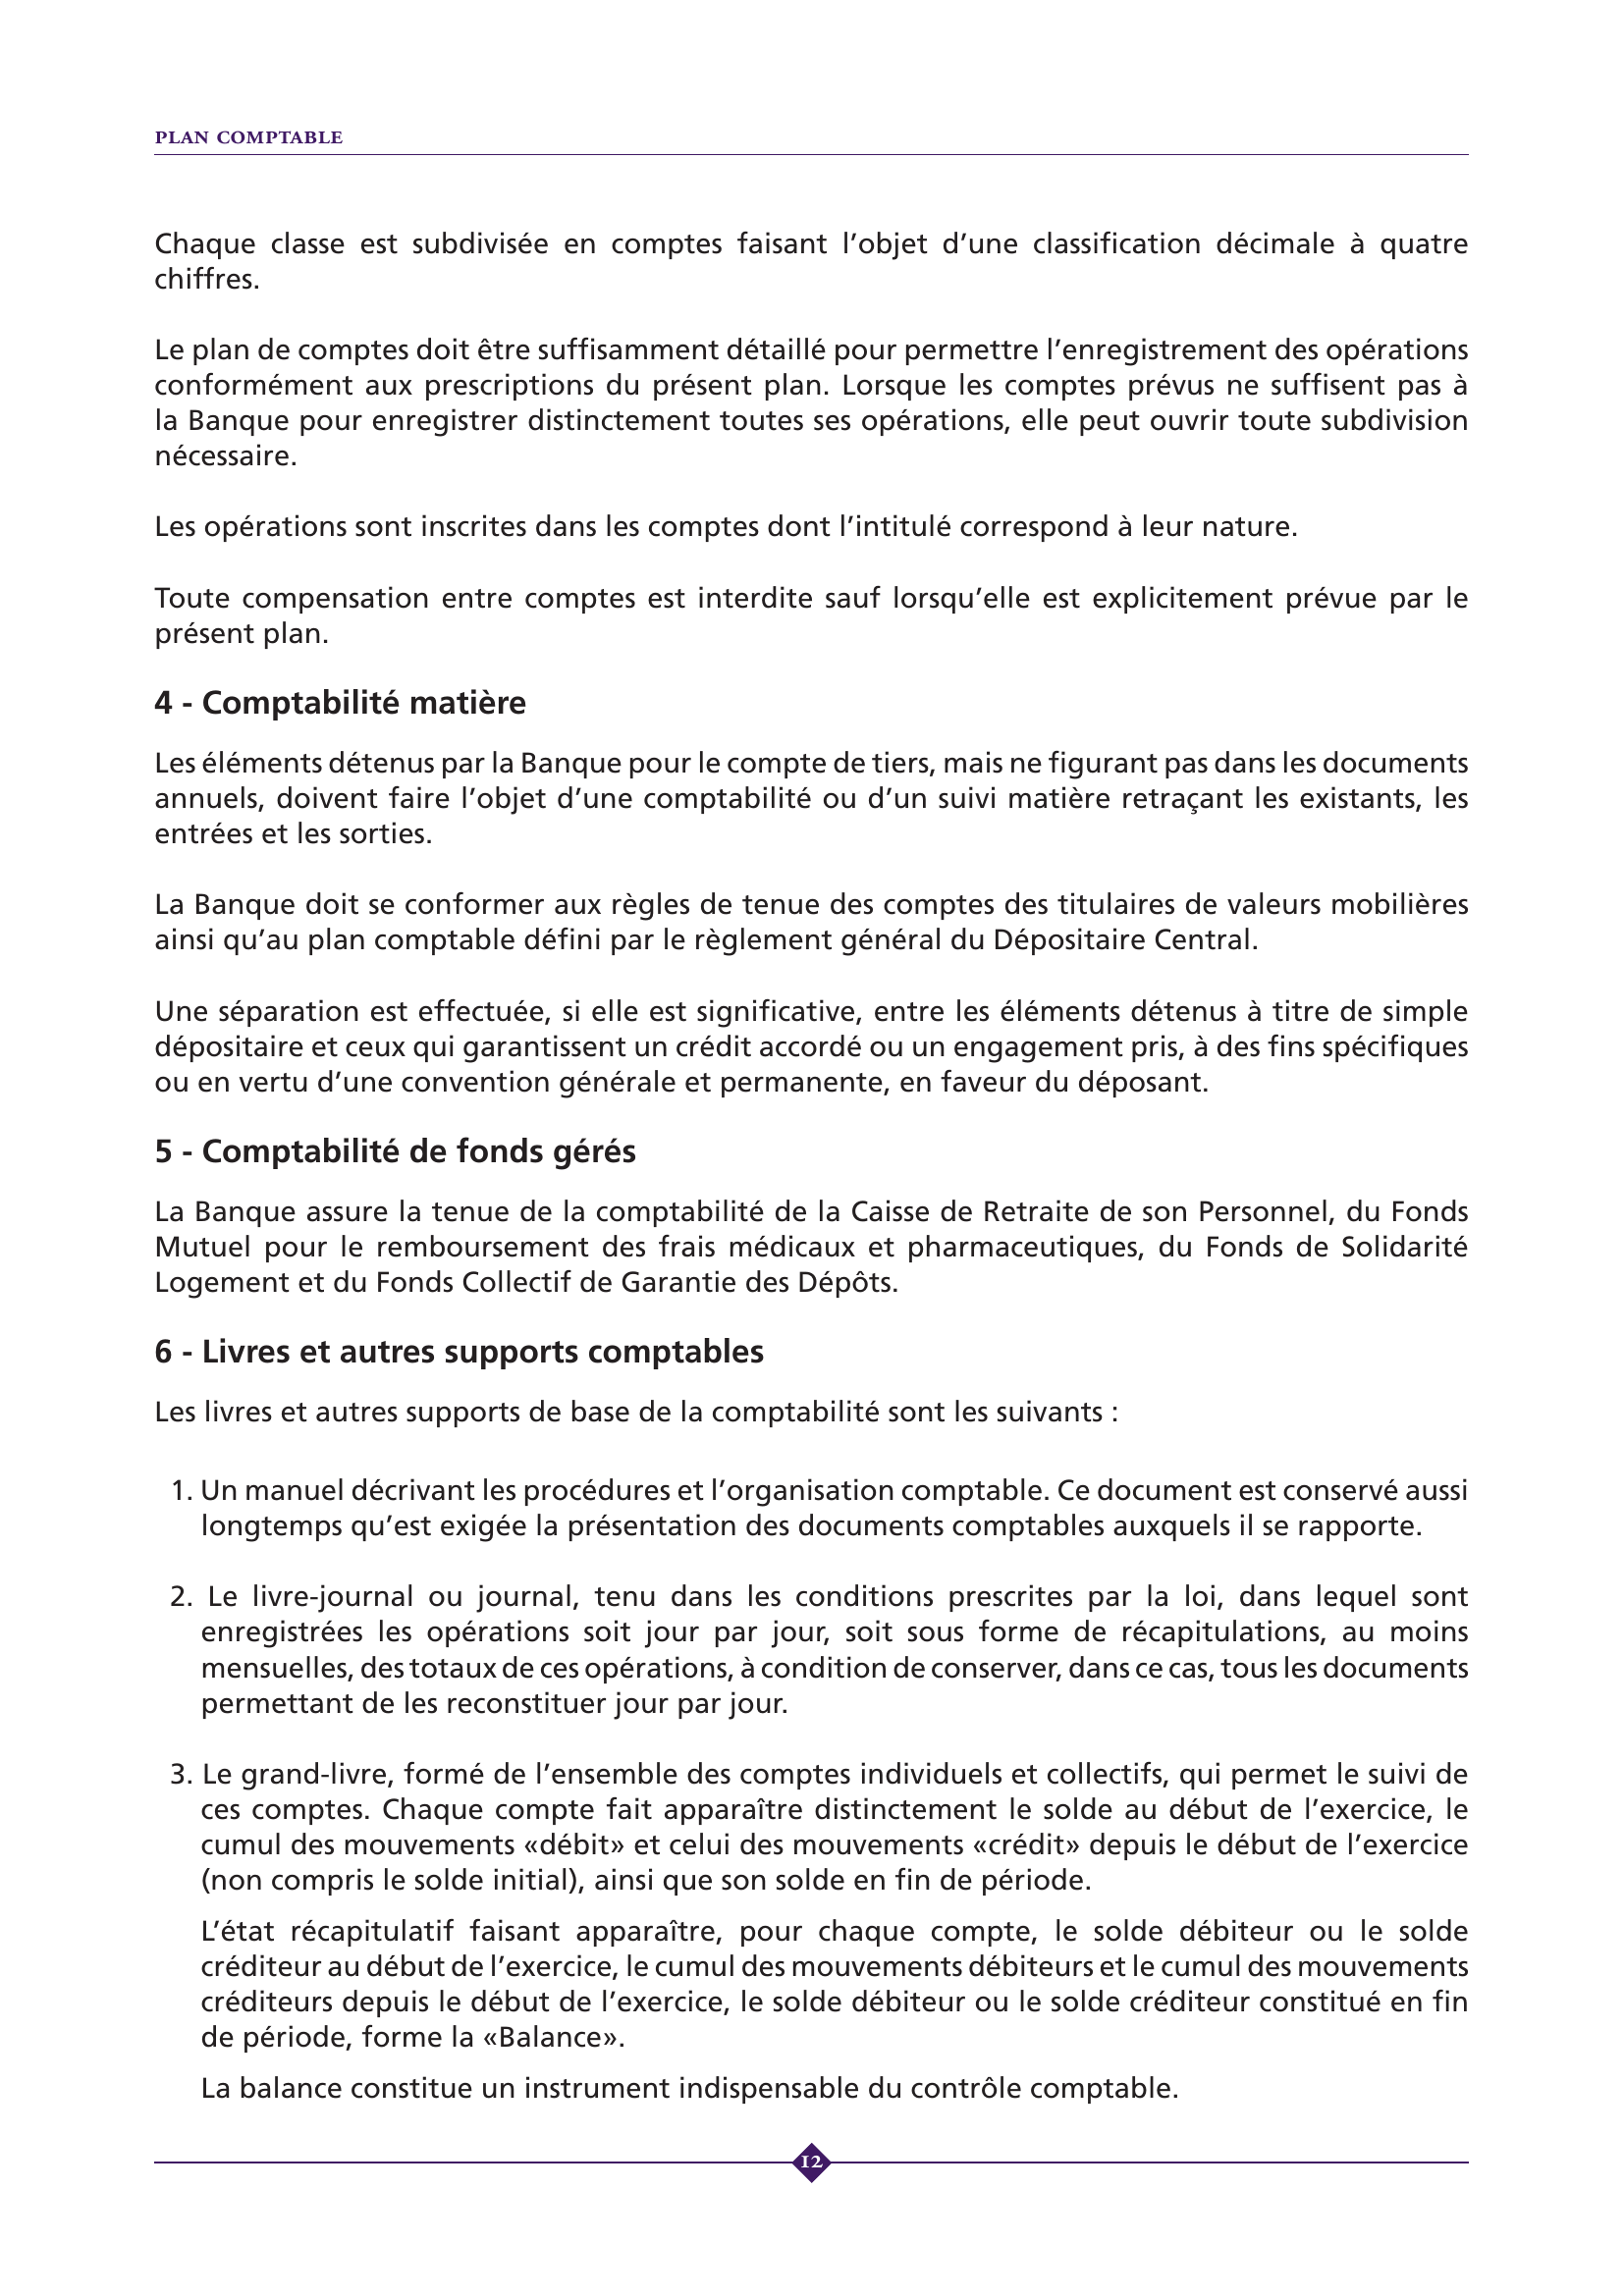 PLAN COMPTABLE
Chaque classe est subdivisée en comptes faisant l’objet d’une classification décimale à quatre
chiffres.
Le plan de comptes doit être suffisamment détaillé pour permettre l’enregistrement des opérations
conformément aux prescriptions du présent plan. Lorsque les comptes prévus ne suffisent pas à
la Banque pour enregistrer distinctement toutes ses opérations, elle peut ouvrir toute subdivision
nécessaire.
Les opérations sont inscrites dans les comptes dont l’intitulé correspond à leur nature.
Toute compensation entre comptes est interdite sauf lorsqu’elle est explicitement prévue par le
présent plan.
4 - Comptabilité matière
Les éléments détenus par la Banque pour le compte de tiers, mais ne figurant pas dans les documents
annuels, doivent faire l’objet d’une comptabilité ou d’un suivi matière retraçant les existants, les
entrées et les sorties.
La Banque doit se conformer aux règles de tenue des comptes des titulaires de valeurs mobilières
ainsi qu’au plan comptable défini par le règlement général du Dépositaire Central.
Une séparation est effectuée, si elle est significative, entre les éléments détenus à titre de simple
dépositaire et ceux qui garantissent un crédit accordé ou un engagement pris, à des fins spécifiques
ou en vertu d’une convention générale et permanente, en faveur du déposant.
5 - Comptabilité de fonds gérés
La Banque assure la tenue de la comptabilité de la Caisse de Retraite de son Personnel, du Fonds
Mutuel pour le remboursement des frais médicaux et pharmaceutiques, du Fonds de Solidarité
Logement et du Fonds Collectif de Garantie des Dépôts.
6 - Livres et autres supports comptables
Les livres et autres supports de base de la comptabilité sont les suivants :
1. Un manuel décrivant les procédures et l’organisation comptable. Ce document est conservé aussi
longtemps qu’est exigée la présentation des documents comptables auxquels il se rapporte.
2. Le livre-journal ou journal, tenu dans les conditions prescrites par la loi, dans lequel sont
enregistrées les opérations soit jour par jour, soit sous forme de récapitulations, au moins
mensuelles, des totaux de ces opérations, à condition de conserver, dans ce cas, tous les documents
permettant de les reconstituer jour par jour.
3. Le grand-livre, formé de l’ensemble des comptes individuels et collectifs, qui permet le suivi de
ces comptes. Chaque compte fait apparaître distinctement le solde au début de l’exercice, le
cumul des mouvements «débit» et celui des mouvements «crédit» depuis le début de l’exercice
(non compris le solde initial), ainsi que son solde en fin de période.
L’état récapitulatif faisant apparaître, pour chaque compte, le solde débiteur ou le solde
créditeur au début de l’exercice, le cumul des mouvements débiteurs et le cumul des mouvements
créditeurs depuis le début de l’exercice, le solde débiteur ou le solde créditeur constitué en fin
de période, forme la «Balance».
La balance constitue un instrument indispensable du contrôle comptable.
12